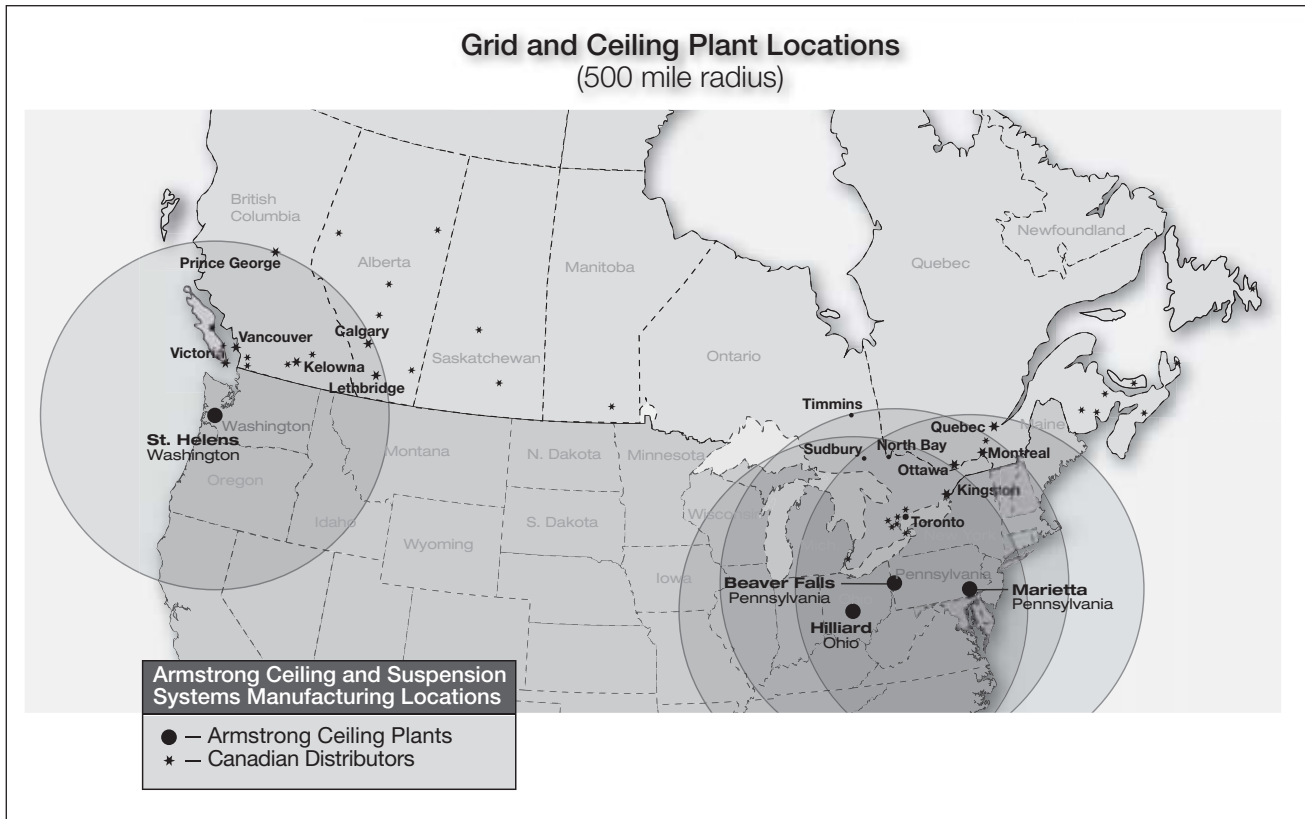 Grid and Ceiling Plant Locations
(500 mile radius)
British
Columbia
Prince George
Alberta
Manitoba
Newfoundland
Quebec
Vancouver
Victoria
Kelowna
Calgary
Lethbridge
Saskatchewan
Ontario
Timmins
Sudbury
North Bay
Quebec
Maine
Montreal
Ottawa
Kingston
Toronto
St. Helens
Washington
Washington
Oregon
Montana
Idaho
Wyoming
N. Dakota
S. Dakota
Minnesota
Wisconsin
Iowa
Beaver Falls
Pennsylvania
Pennsylvania
Marietta
Pennsylvania
Hilliard
Ohio
Armstrong Ceiling and Suspension
Systems Manufacturing Locations
– Armstrong Ceiling Plants
– Canadian Distributors